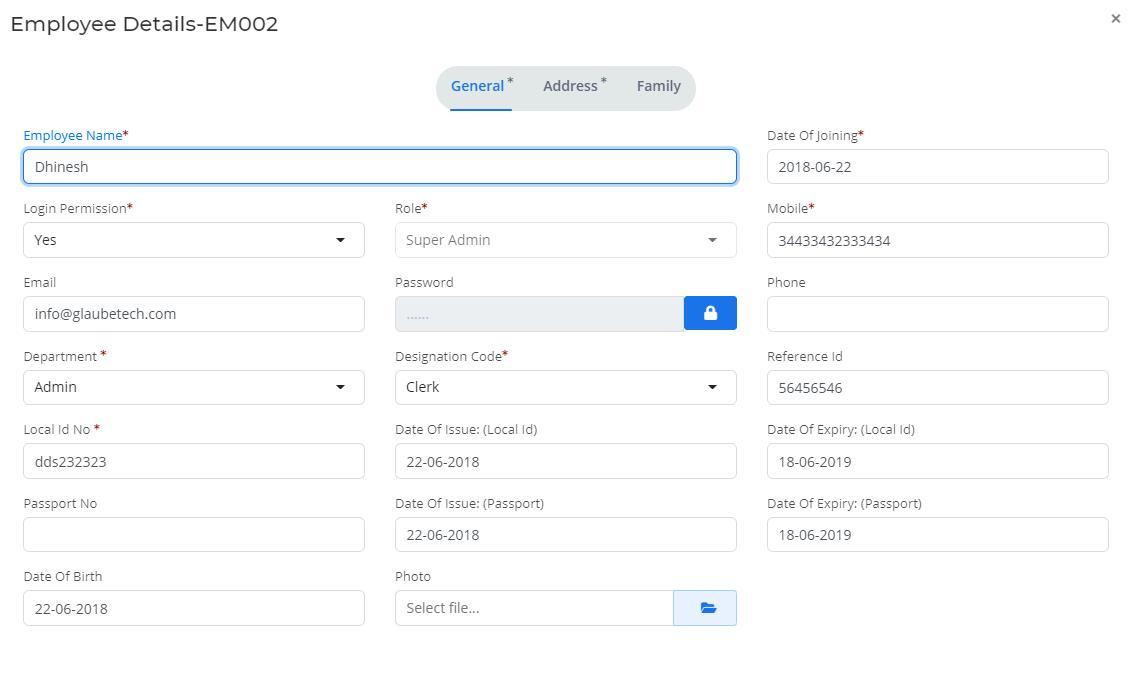 Employee Details-EM002 ×
General * Address * Family
Employee Name* Date Of Joining*
Dhinesh 2018-06-22
Login Permission* Role* Mobile*
Yes Super Admin 34433432333434
Email Password Phone
info@glaubetech.com ......
Department * Designation Code* Reference Id
Admin Clerk 56456546
Local Id No * Date Of Issue: (Local Id) Date Of Expiry: (Local Id)
dds232323 22-06-2018 18-06-2019
Passport No Date Of Issue: (Passport) Date Of Expiry: (Passport)
22-06-2018 18-06-2019
Date Of Birth Photo
22-06-2018 Select file...